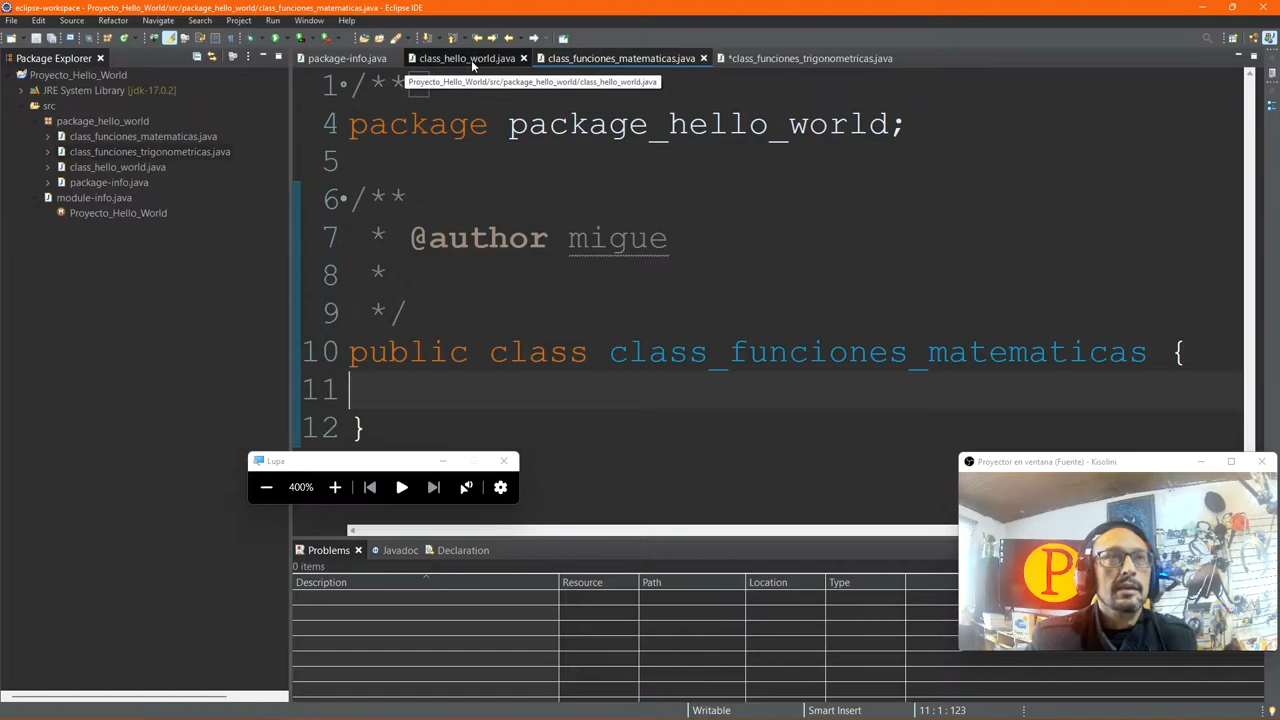 eclipse-workspace - Proyecto_Hello_World/src/package_hello_world/class_funciones_matematicas.java - Eclipse IDE
File Edit Source Refactor Navigate Search Project Run Window Help
Package Explorer
package-info.java
class_hello_world.java
class_funciones_matematicas.java
*class_funciones_trigonometricas.java
Proyecto_Hello_World/src/package_hello_world/class_hello_world.java
Proyecto_Hello_World
JRE System Library [jdk-17.0.2]
src
package_hello_world
class_funciones_matematicas.java
class_funciones_trigonometricas.java
class_hello_world.java
package-info.java
module-info.java
Proyecto_Hello_World
1 /**
4 package package_hello_world;
5
6 /**
7 * @author migue
8 *
9 */
10 public class class_funciones_matematicas {
11
12 }
Lupa
400%
Proyector en ventana (Fuente) - Kisolini
P
Problems Javadoc Declaration
0 items
Description Resource Path Location Type
Writable Smart Insert 11 : 1 : 123